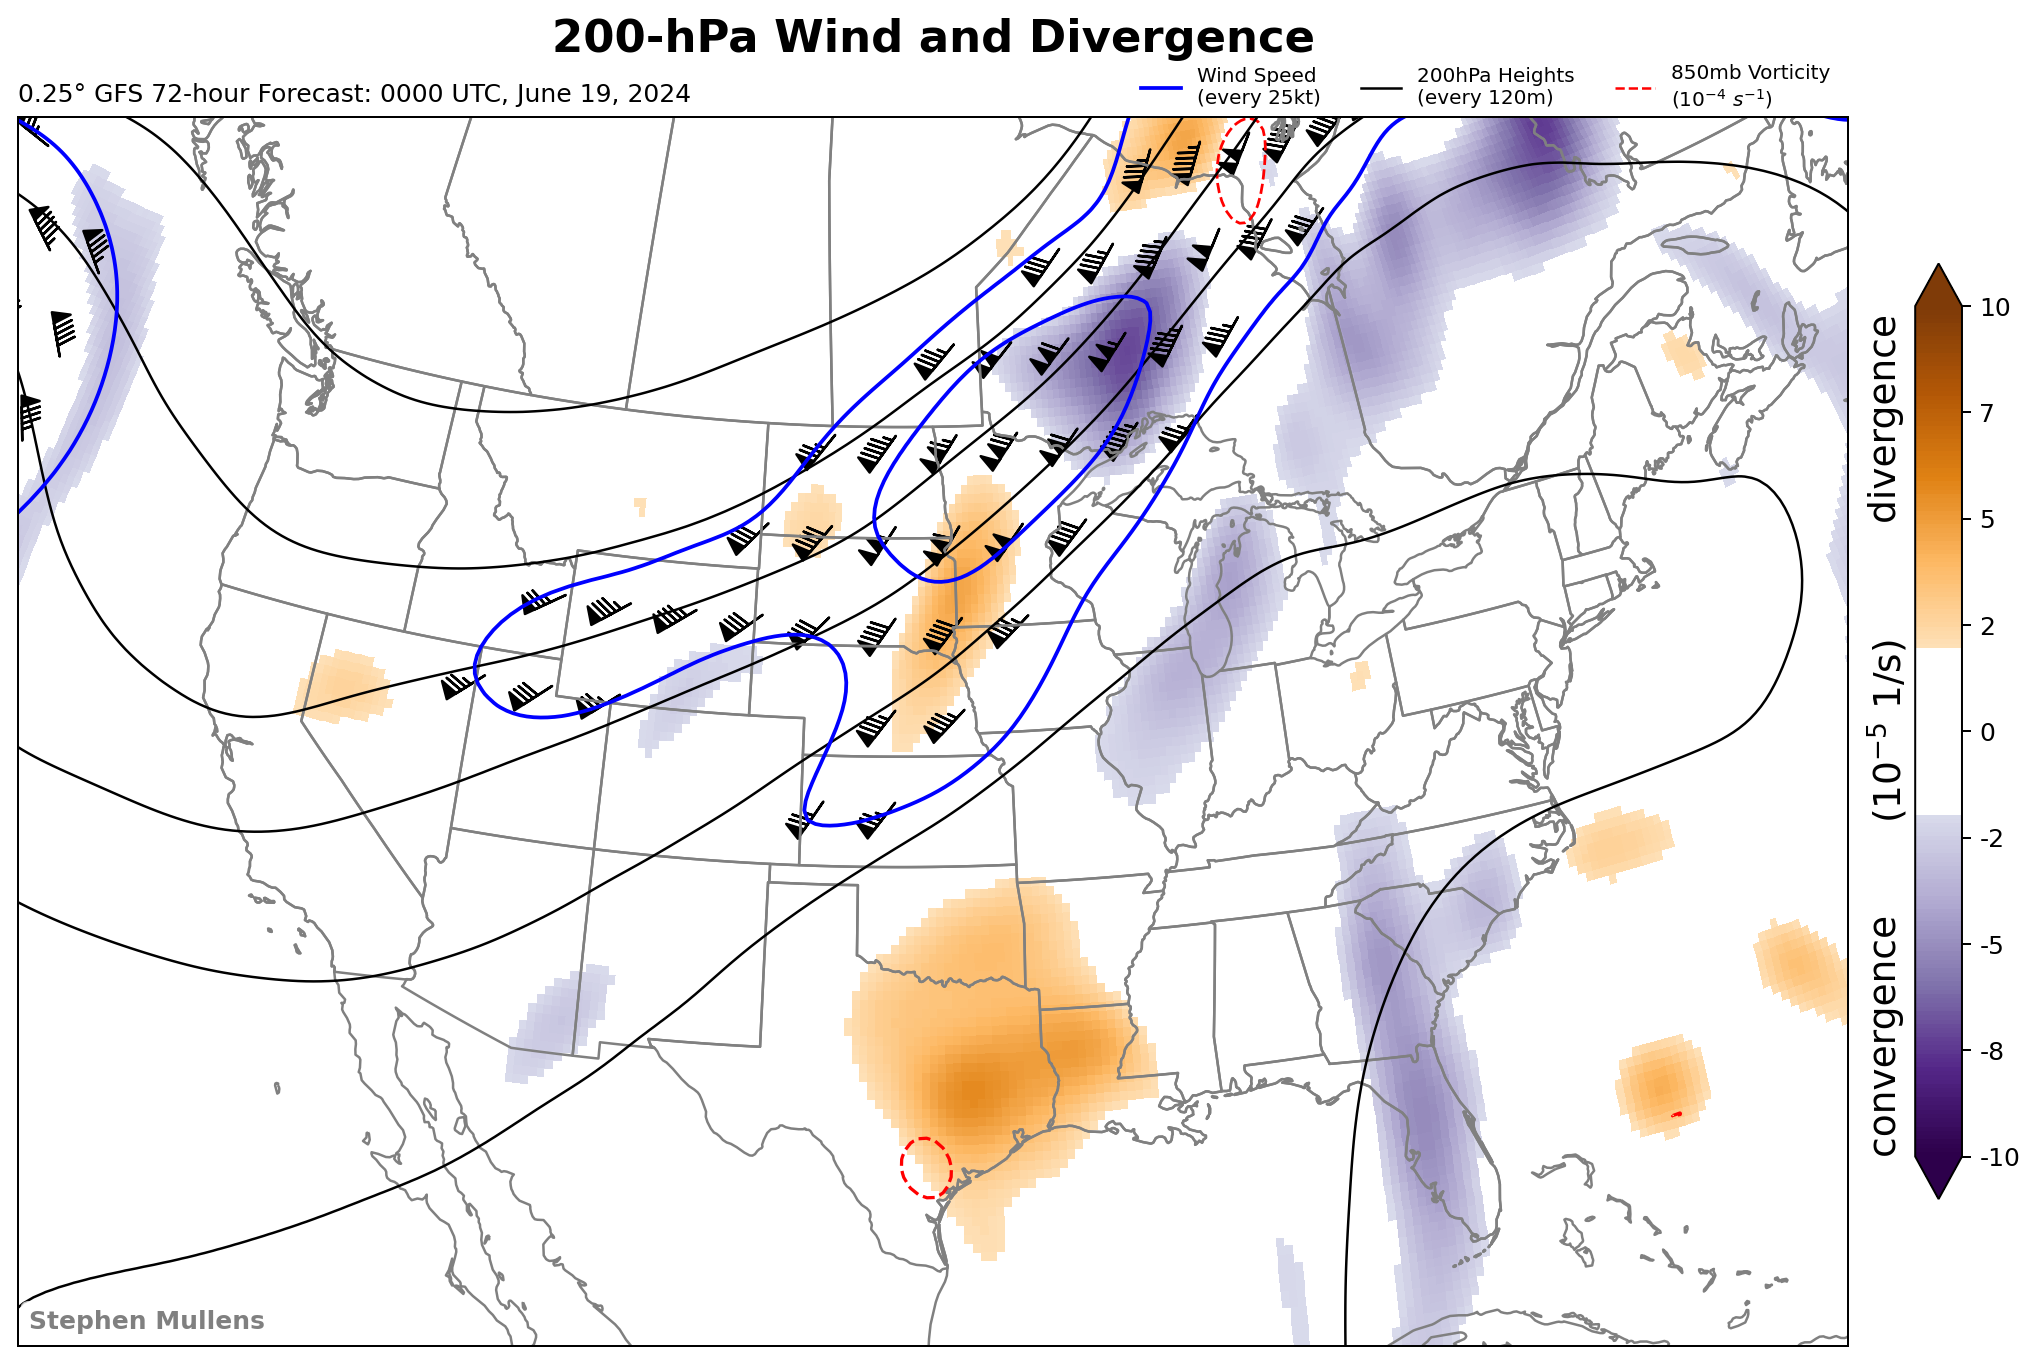 200-hPa Wind and Divergence
0.25° GFS 72-hour Forecast: 0000 UTC, June 19, 2024
Wind Speed
(every 25kt)
200hPa Heights
(every 120m)
850mb Vorticity
(10⁻⁴ s⁻¹)
10
7
5
2
0
-2
-5
-8
-10
convergence (10⁻⁵ 1/s) divergence
Stephen Mullens